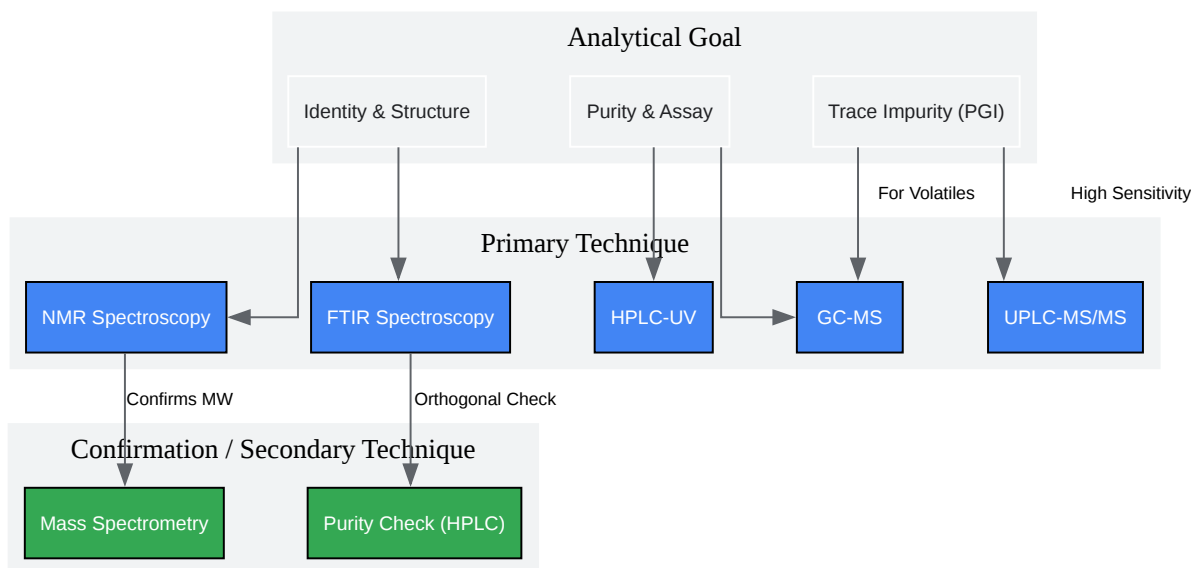 Analytical Goal
Identity & Structure
Purity & Assay
Trace Impurity (PGI)
For Volatiles
High Sensitivity
Primary Technique
NMR Spectroscopy
FTIR Spectroscopy
HPLC-UV
GC-MS
UPLC-MS/MS
Confirms MW
Orthogonal Check
Confirmation / Secondary Technique
Mass Spectrometry
Purity Check (HPLC)